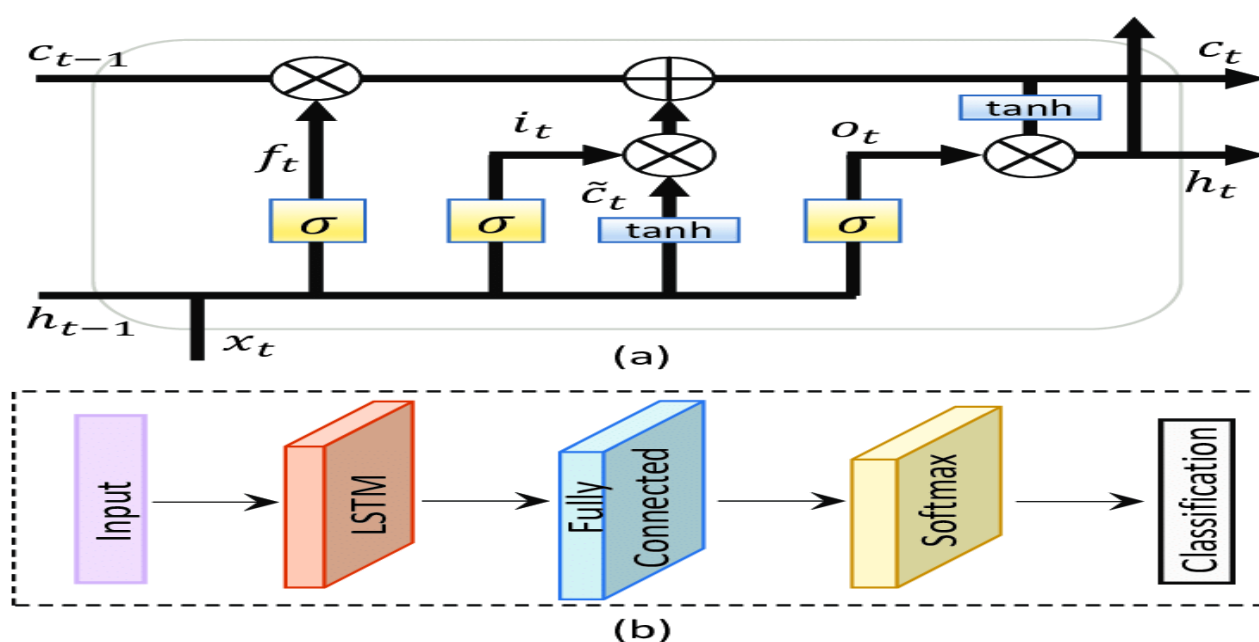 c_{t-1}
c_t
tanh
i_t
o_t
f_t
c̃_t
h_t
σ
σ
tanh
σ
h_{t-1}
x_t
(a)
Input
LSTM
Fully
Connected
Softmax
Classification
(b)